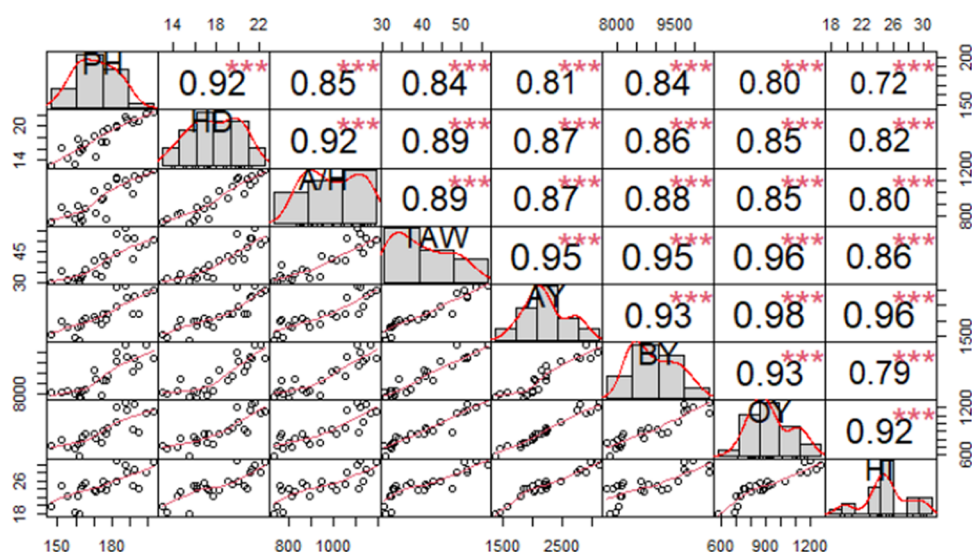 14 18 22 30 40 50 8000 9500 18 22 26 30
PH 0.92*** 0.85*** 0.84*** 0.81*** 0.84*** 0.80*** 0.72*** 150 200
14 20 HD 0.92*** 0.89*** 0.87*** 0.86*** 0.85*** 0.82***
A/H 0.89*** 0.87*** 0.88*** 0.85*** 0.80*** 800 1200
30 45 TAW 0.95*** 0.95*** 0.96*** 0.86***
AY 0.93*** 0.98*** 0.96*** 1500
8000 BY 0.93*** 0.79***
OY 0.92*** 600 1200
18 26 HI
150 180 800 1000 1500 2500 600 900 1200